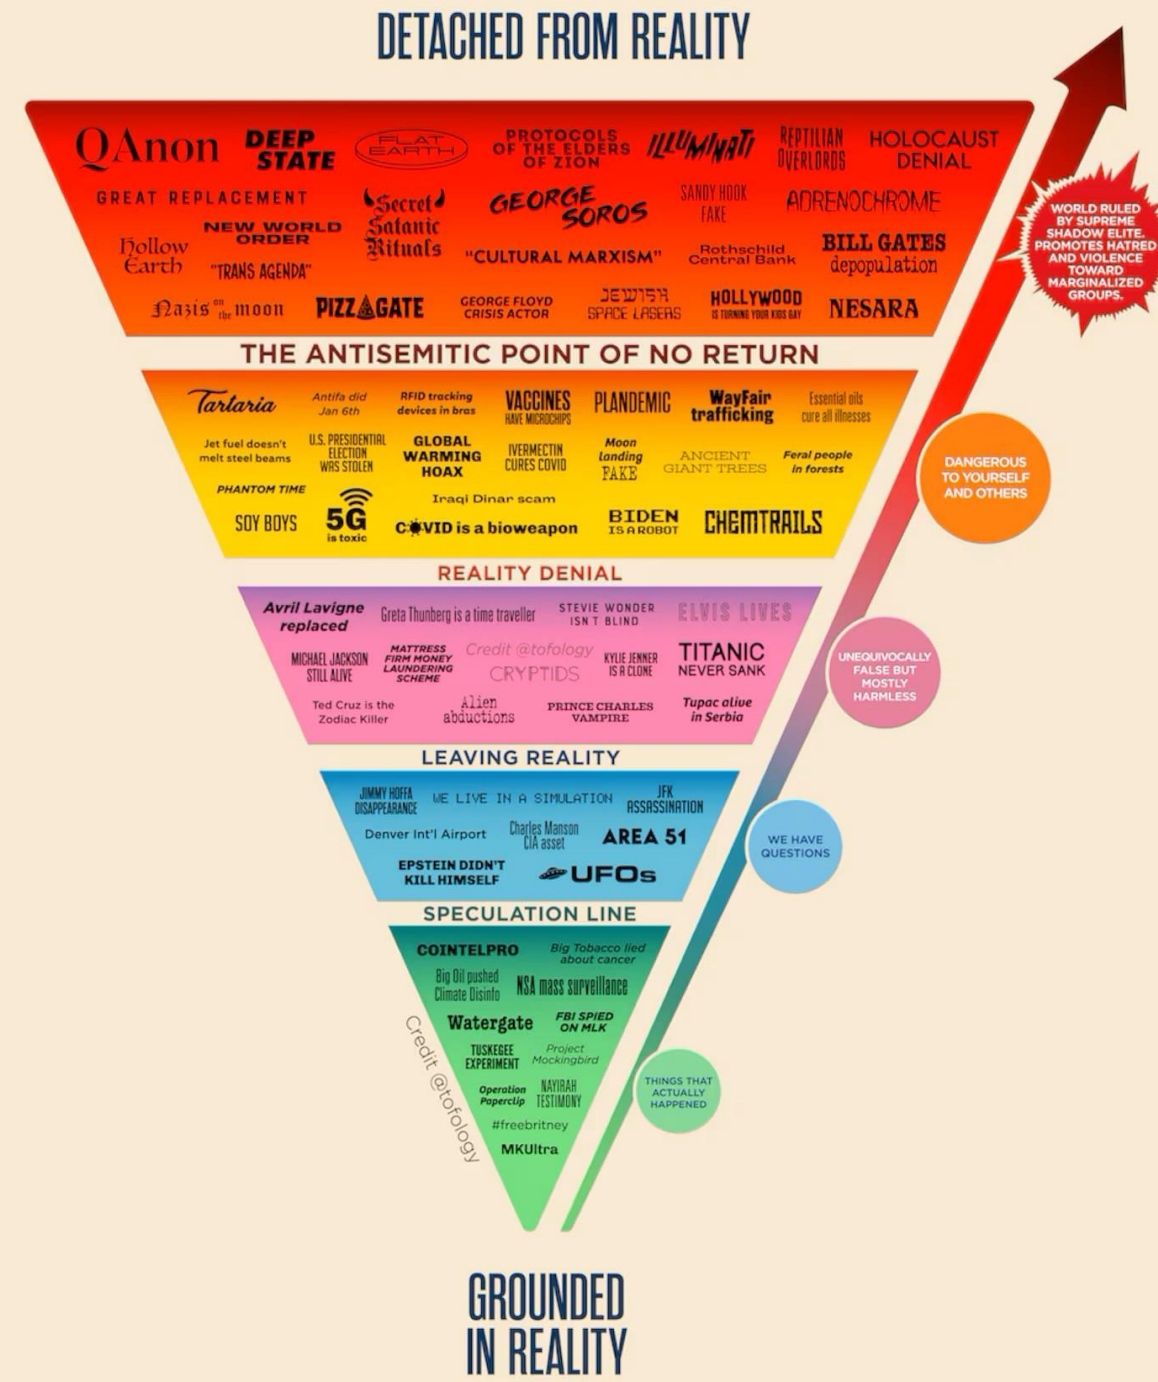 DETACHED FROM REALITY
QAnon
DEEP
STATE
FLAT
EARTH
PROTOCOLS
OF THE ELDERS
OF ZION
ILLUMINATI
REPTILIAN
OVERLORDS
HOLOCAUST
DENIAL
GREAT REPLACEMENT
Secret
Satanic
Rituals
GEORGE
SOROS
SANDY HOOK
FAKE
ADRENOCHROME
Hollow
Earth
NEW WORLD
ORDER
"TRANS AGENDA"
"CULTURAL MARXISM"
Rothschild
Central Bank
BILL GATES
depopulation
Nazis on the moon
PIZZAGATE
GEORGE FLOYD
CRISIS ACTOR
JEWISH
SPACE LASERS
HOLLYWOOD
IS TURNING YOUR KIDS GAY
NESARA
WORLD RULED
BY SUPREME
SHADOW ELITE.
PROMOTES HATRED
AND VIOLENCE
TOWARD
MARGINALIZED
GROUPS.
THE ANTISEMITIC POINT OF NO RETURN
Tartaria
Antifa did
Jan 6th
RFID tracking
devices in bras
VACCINES
HAVE MICROCHIPS
PLANDEMIC
WayFair
trafficking
Essential oils
cure all illnesses
Jet fuel doesn't
melt steel beams
U.S. PRESIDENTIAL
ELECTION
WAS STOLEN
GLOBAL
WARMING
HOAX
IVERMECTIN
CURES COVID
Moon
landing
FAKE
ANCIENT
GIANT TREES
Feral people
in forests
PHANTOM TIME
SOY BOYS
5G
is toxic
Iraqi Dinar scam
COVID is a bioweapon
BIDEN
IS A ROBOT
CHEMTRAILS
DANGEROUS
TO YOURSELF
AND OTHERS
REALITY DENIAL
Avril Lavigne
replaced
Greta Thunberg is a time traveller
STEVIE WONDER
ISN'T BLIND
ELVIS LIVES
MICHAEL JACKSON
STILL ALIVE
MATTRESS
FIRM MONEY
LAUNDERING
SCHEME
Credit @tofology
CRYPTIDS
KYLIE JENNER
IS A CLONE
TITANIC
NEVER SANK
Ted Cruz is the
Zodiac Killer
Alien
abductions
PRINCE CHARLES
VAMPIRE
Tupac alive
in Serbia
UNEQUIVOCALLY
FALSE BUT
MOSTLY
HARMLESS
LEAVING REALITY
JIMMY HOFFA
DISAPPEARANCE
WE LIVE IN A SIMULATION
JFK
ASSASSINATION
Denver Int'l Airport
Charles Manson
CIA asset
AREA 51
EPSTEIN DIDN'T
KILL HIMSELF
UFOs
WE HAVE
QUESTIONS
SPECULATION LINE
COINTELPRO
Big Tobacco lied
about cancer
Big Oil pushed
Climate Disinfo
NSA mass surveillance
Watergate
FBI SPIED
ON MLK
TUSKEGEE
EXPERIMENT
Project
Mockingbird
Operation
Paperclip
NAYIRAH
TESTIMONY
#freebritney
MKUltra
THINGS THAT
ACTUALLY
HAPPENED
Credit @tofology
GROUNDED
IN REALITY